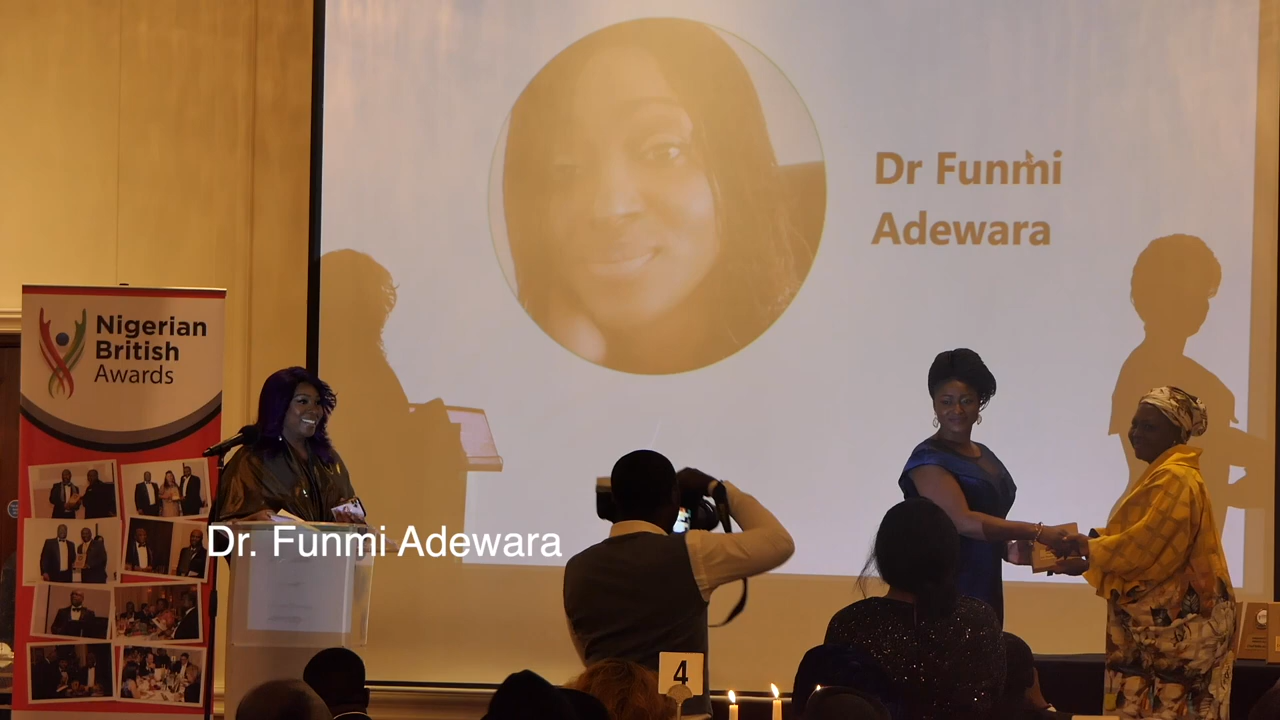 Dr Funmi
Adewara
Nigerian
British
Awards
Dr. Funmi Adewara
4